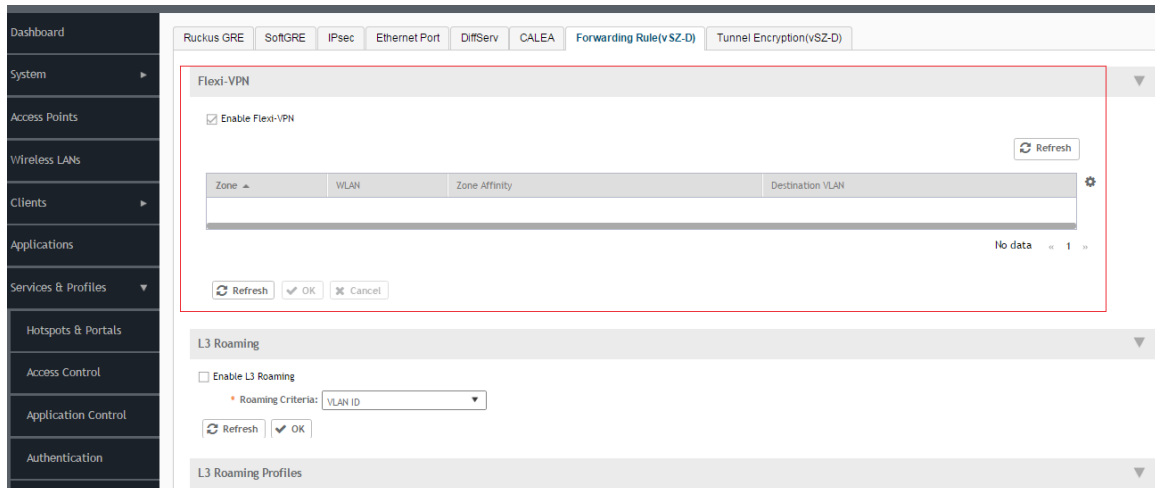 Dashboard
System
Access Points
Wireless LANs
Clients
Applications
Services & Profiles
Hotspots & Portals
Access Control
Application Control
Authentication
Ruckus GRE SoftGRE IPsec Ethernet Port DiffServ CALEA Forwarding Rule(vSZ-D) Tunnel Encryption(vSZ-D)
Flexi-VPN
Enable Flexi-VPN
Refresh
Zone WLAN Zone Affinity Destination VLAN
No data « 1 »
Refresh OK Cancel
L3 Roaming
Enable L3 Roaming
* Roaming Criteria: VLAN ID
Refresh OK
L3 Roaming Profiles